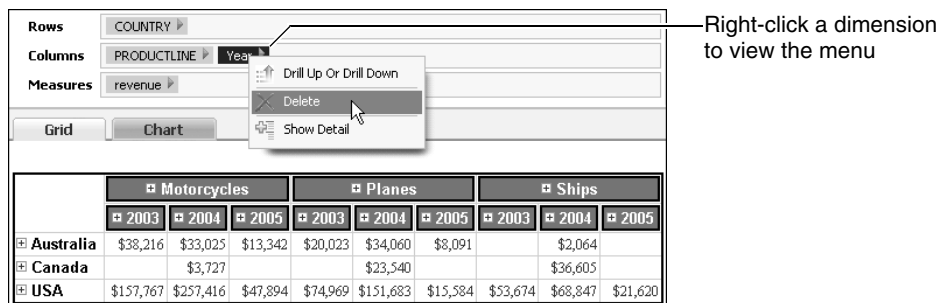 Rows COUNTRY
Columns PRODUCTLINE Year
Measures revenue
Drill Up Or Drill Down
Delete
Show Detail
Right-click a dimension
to view the menu
Grid Chart
Motorcycles Planes Ships
2003 2004 2005 2003 2004 2005 2003 2004 2005
Australia $38,216 $33,025 $13,342 $20,023 $34,060 $8,091 $2,064
Canada $3,727 $23,540 $36,605
USA $157,767 $257,416 $47,894 $74,969 $151,683 $15,584 $53,674 $68,847 $21,620